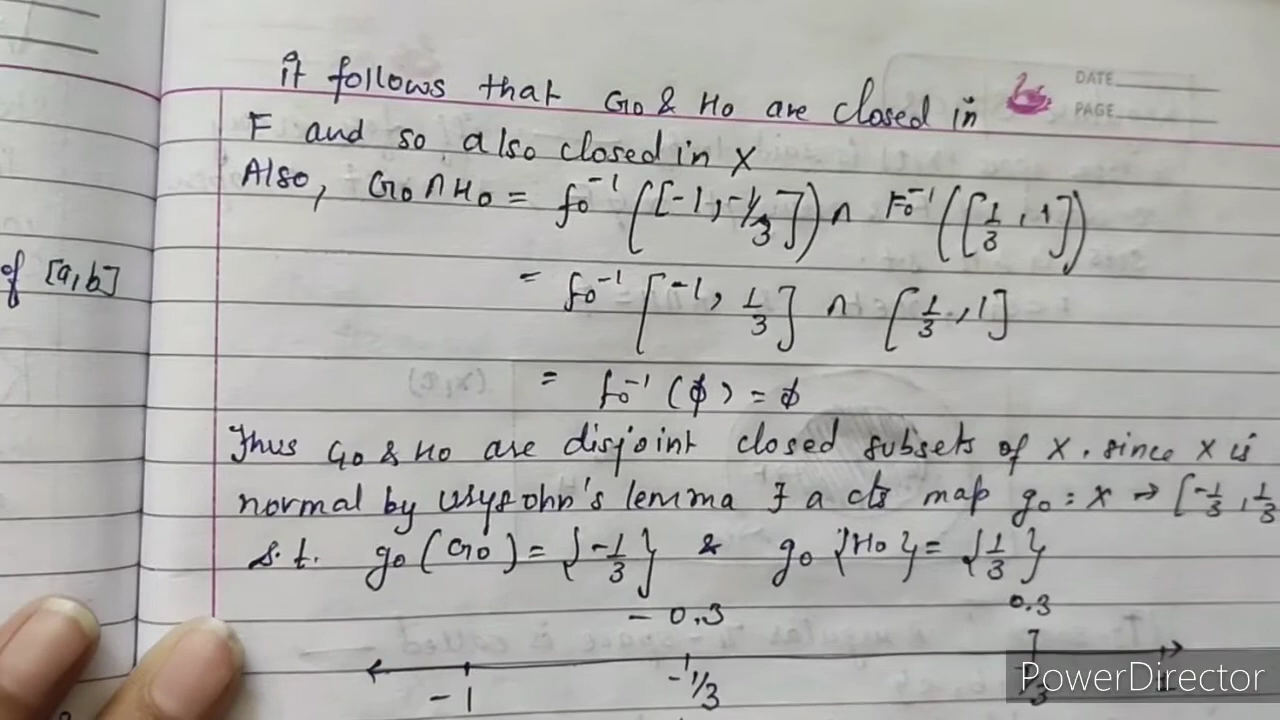 DATE
PAGE
it follows that G0 & H0 are closed in
F and so also closed in X
Also, G0 ∩ H0 = f0⁻¹([-1, -1/3]) ∩ F0⁻¹([1/3, 1])
of [a,b]
= f0⁻¹ [-1, 1/3] ∩ [1/3, 1]
= f0⁻¹ (ϕ) = ϕ
Thus G0 & H0 are disjoint closed subsets of X. since X is
normal by Urysohn's lemma ∃ a cts map g0 : X → [-1/3, 1/3
s.t. g0 (G0) = {-1/3} & g0 {H0} = {1/3}
- 0.3 0.3
-1 -1/3 1/3 1
PowerDirector